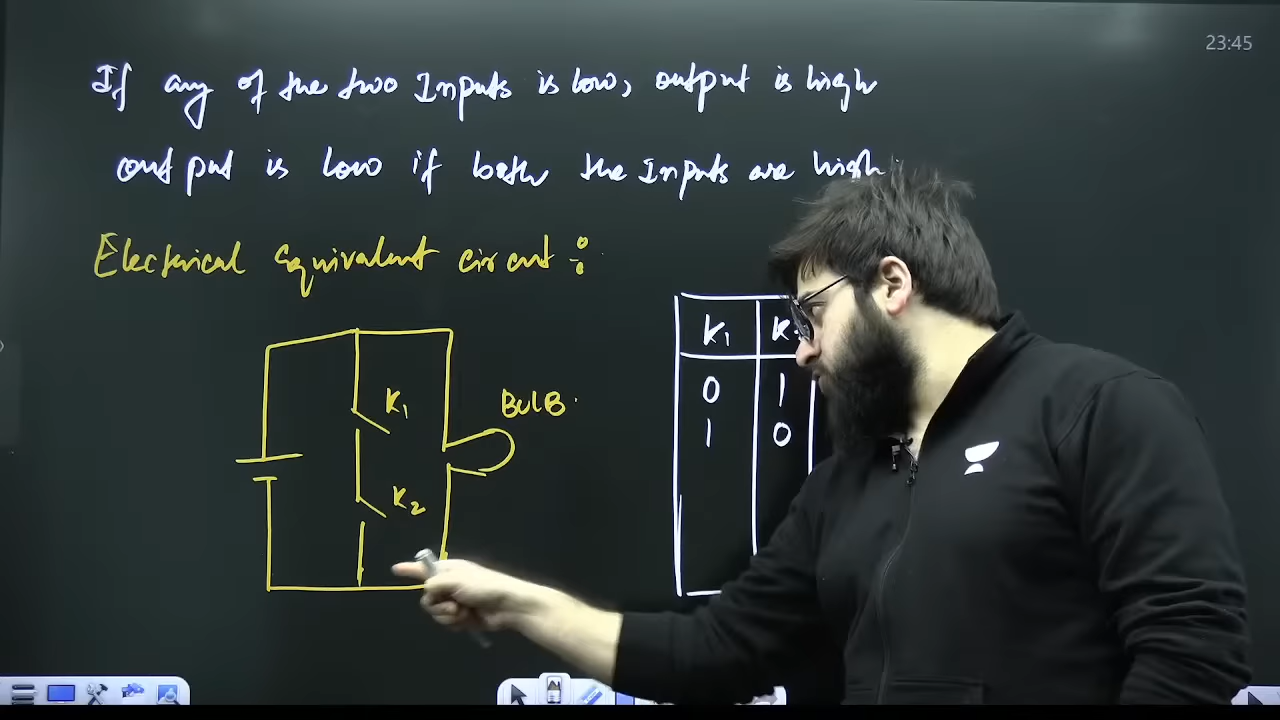 23:45
If any of the two Inputs is low, output is high
output is low if both the Inputs are high
Electrical equivalent circuit ÷
K1
BULB.
K2
K1 K
0 1
1 0